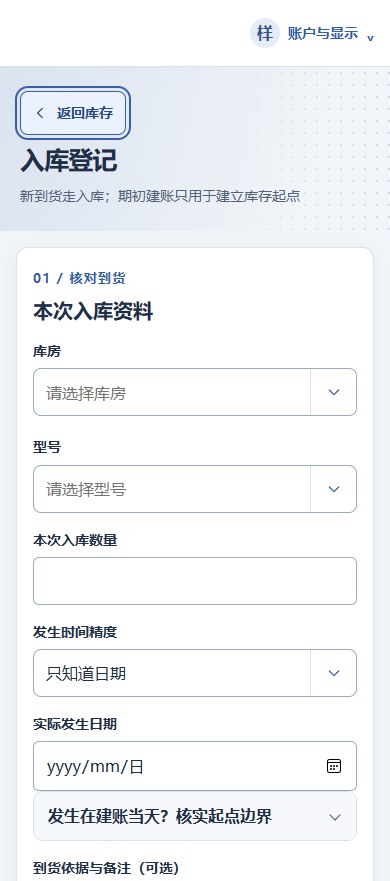 样 账户与显示 v
返回库存
入库登记
新到货走入库；期初建账只用于建立库存起点
01 / 核对到货
本次入库资料
库房
请选择库房
型号
请选择型号
本次入库数量
发生时间精度
只知道日期
实际发生日期
yyyy/mm/日
发生在建账当天？核实起点边界
到货依据与备注（可选）